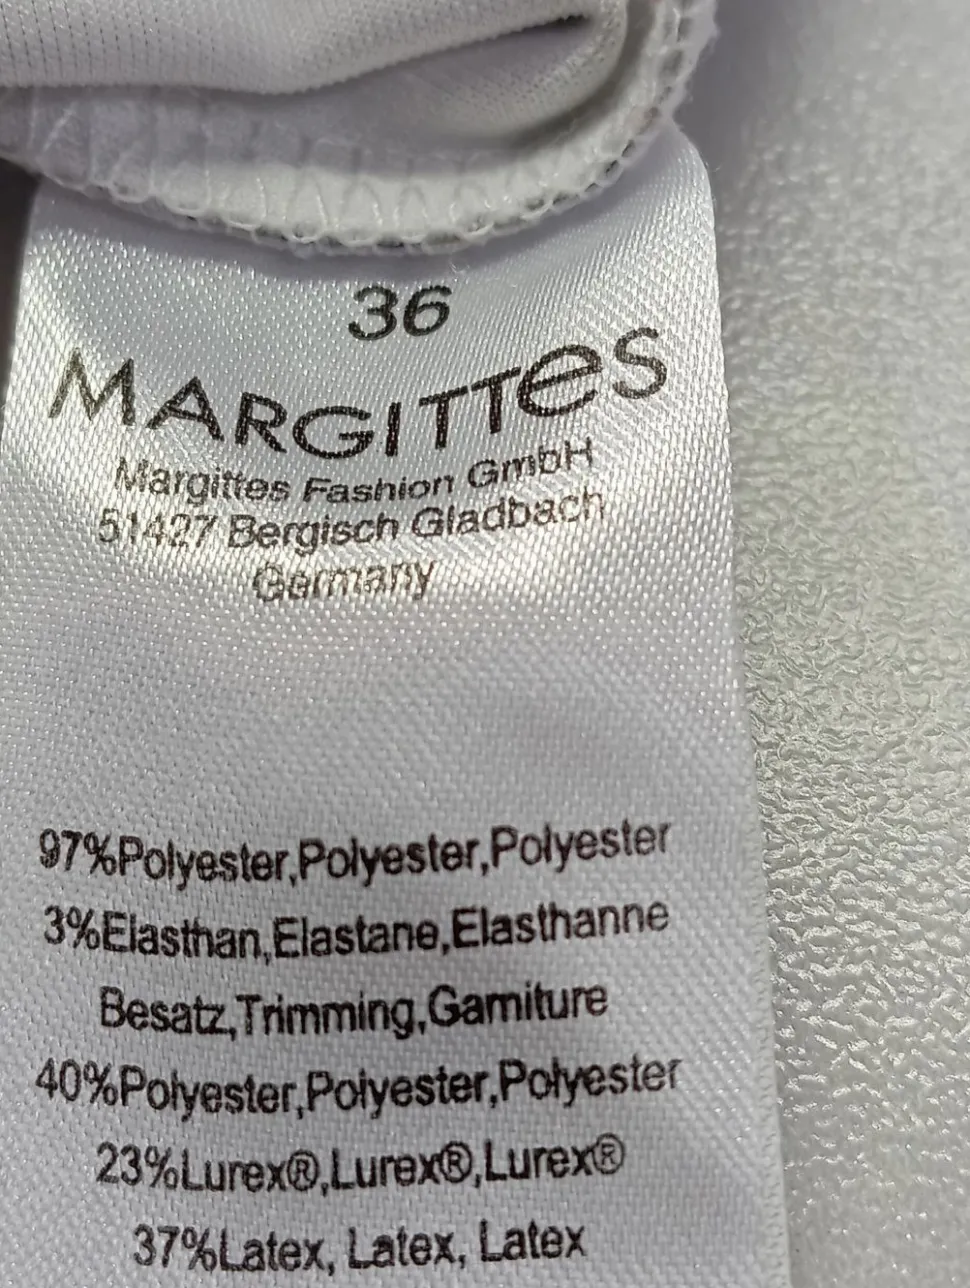 36
MARGITTES
Margittes Fashion GmbH
51427 Bergisch Gladbach
Germany
97%Polyester,Polyester,Polyester
3%Elasthan,Elastane,Elasthanne
Besatz,Trimming,Garniture
40%Polyester,Polyester,Polyester
23%Lurex®,Lurex®,Lurex®
37%Latex, Latex, Latex